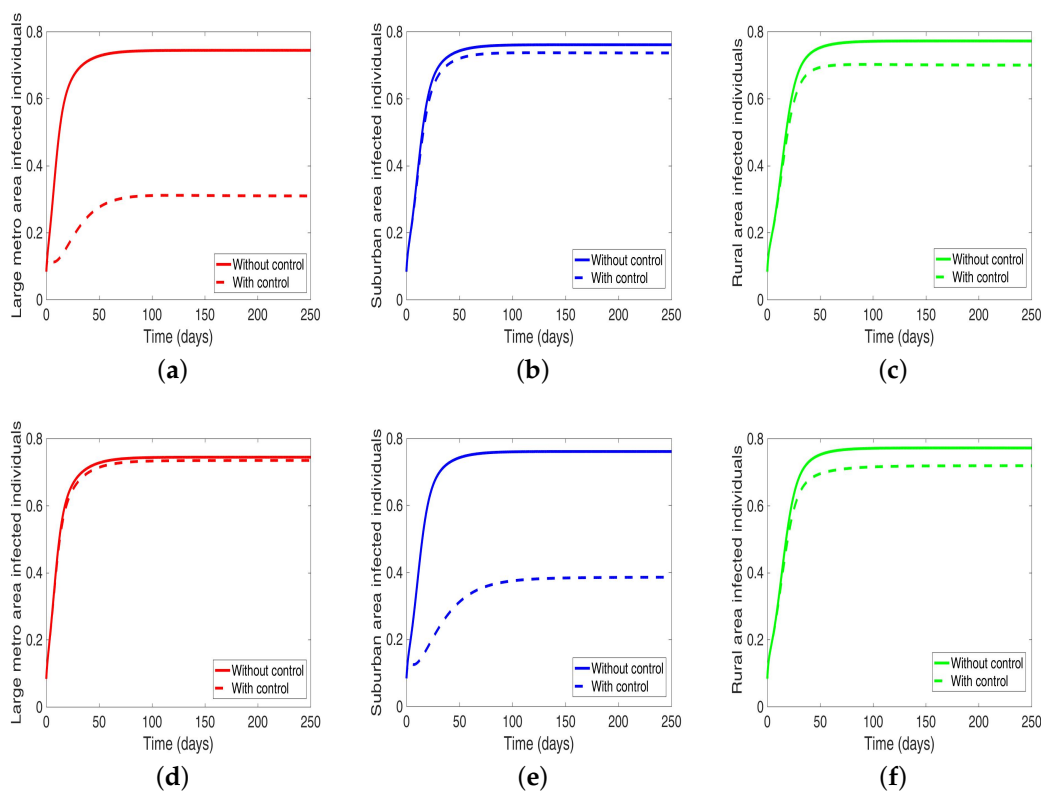 Large metro area infected individuals
0.8
0.6
0.4
0.2
0
0 50 100 150 200 250
Time (days)
Without control
With control
(a)
Suburban area infected individuals
0.8
0.6
0.4
0.2
0
0 50 100 150 200 250
Time (days)
Without control
With control
(b)
Rural area infected individuals
0.8
0.6
0.4
0.2
0
0 50 100 150 200 250
Time (days)
Without control
With control
(c)
Large metro area infected individuals
0.8
0.6
0.4
0.2
0
0 50 100 150 200 250
Time (days)
Without control
With control
(d)
Suburban area infected individuals
0.8
0.6
0.4
0.2
0
0 50 100 150 200 250
Time (days)
Without control
With control
(e)
Rural area infected individuals
0.8
0.6
0.4
0.2
0
0 50 100 150 200 250
Time (days)
Without control
With control
(f)